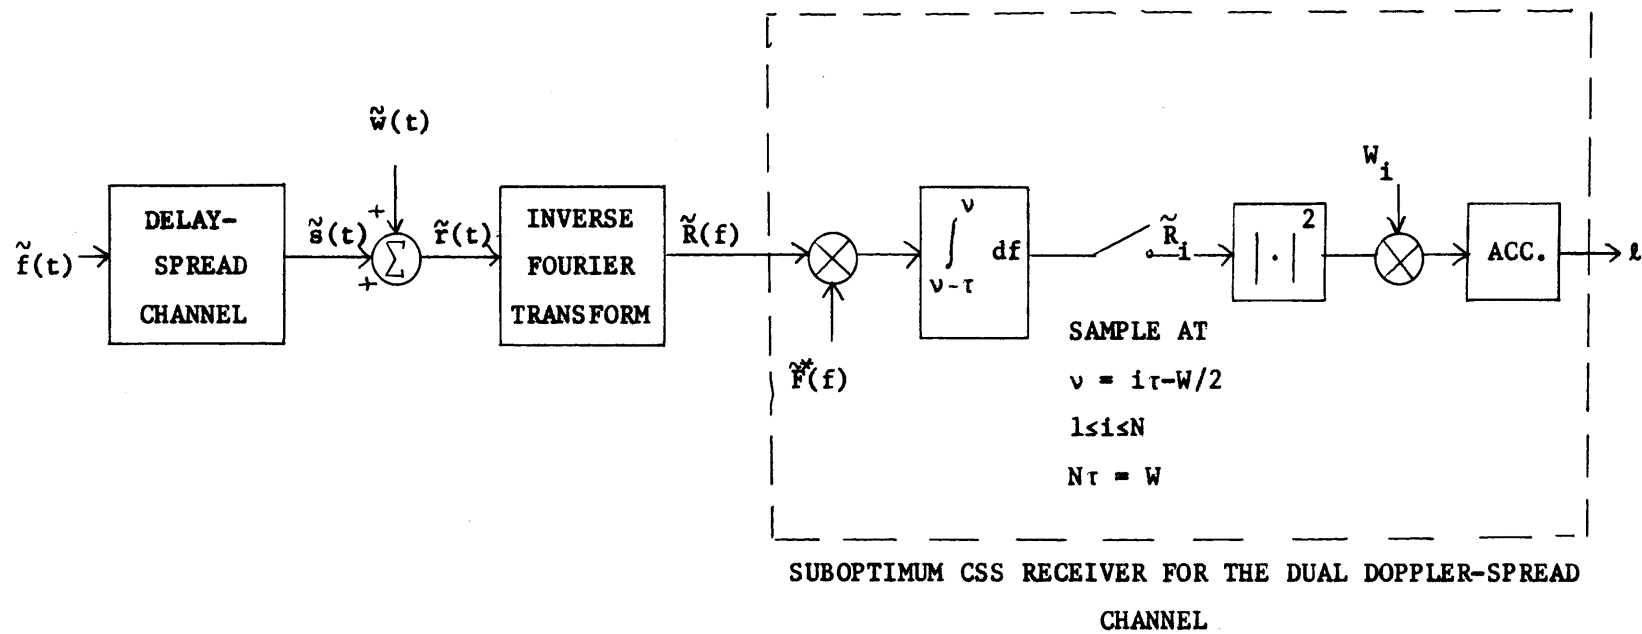 w̃(t)
f̃(t)
DELAY-
SPREAD
CHANNEL
s̃(t)
+
+
Σ
r̃(t)
INVERSE
FOURIER
TRANSFORM
R̃(f)
F̃*(f)
∫
ν
ν-τ
df
R̃i
SAMPLE AT
ν = iτ-W/2
1≤i≤N
Nτ = W
|·|²
Wi
ACC.
ℓ
SUBOPTIMUM CSS RECEIVER FOR THE DUAL DOPPLER-SPREAD
CHANNEL